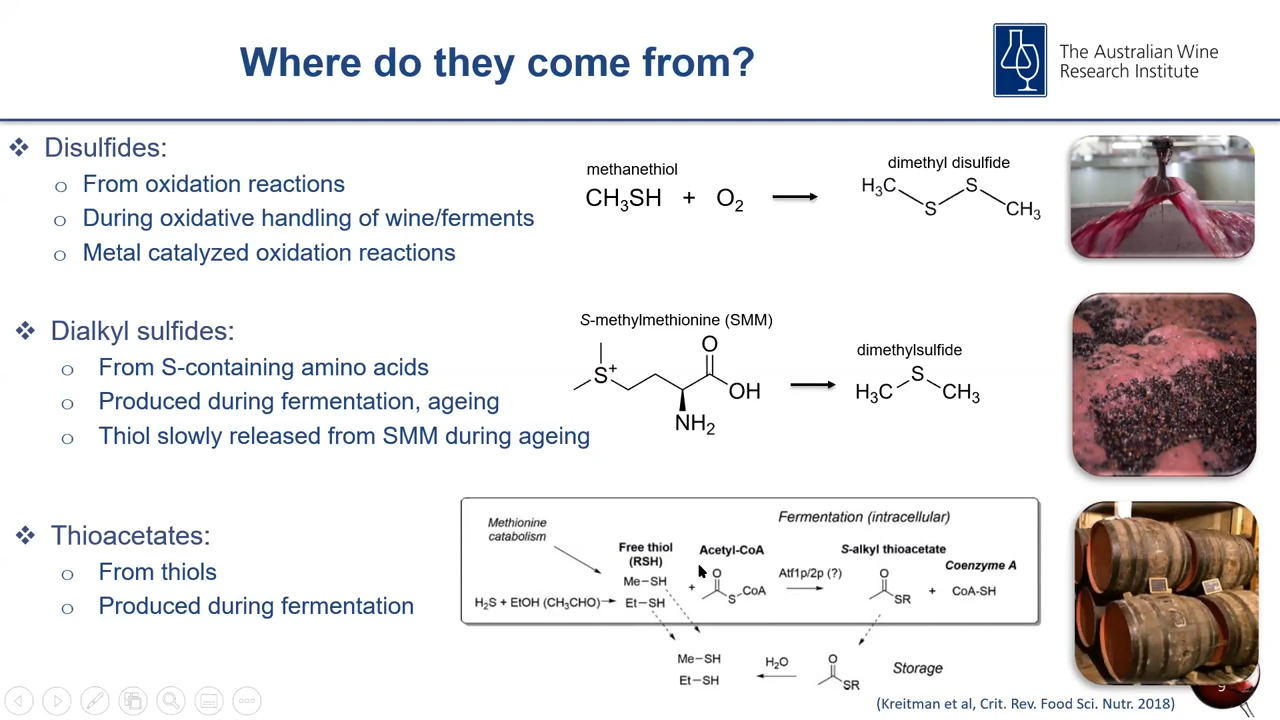 Where do they come from?
The Australian Wine
Research Institute
Disulfides:
From oxidation reactions
During oxidative handling of wine/ferments
Metal catalyzed oxidation reactions
methanethiol
CH₃SH + O₂
dimethyl disulfide
H₃C
S
S
CH₃
Dialkyl sulfides:
From S-containing amino acids
Produced during fermentation, ageing
Thiol slowly released from SMM during ageing
S-methylmethionine (SMM)
O
S⁺
OH
NH₂
dimethylsulfide
S
H₃C CH₃
Thioacetates:
From thiols
Produced during fermentation
Methionine
catabolism
Fermentation (intracellular)
Free thiol
(RSH)
Acetyl-CoA
S-alkyl thioacetate
Coenzyme A
Me–SH
Et–SH
H₂S + EtOH (CH₃CHO)
+
O
S CoA
Atf1p/2p (?)
O
SR
+
CoA-SH
Me–SH
Et–SH
H₂O
O
SR
Storage
(Kreitman et al, Crit. Rev. Food Sci. Nutr. 2018)
9